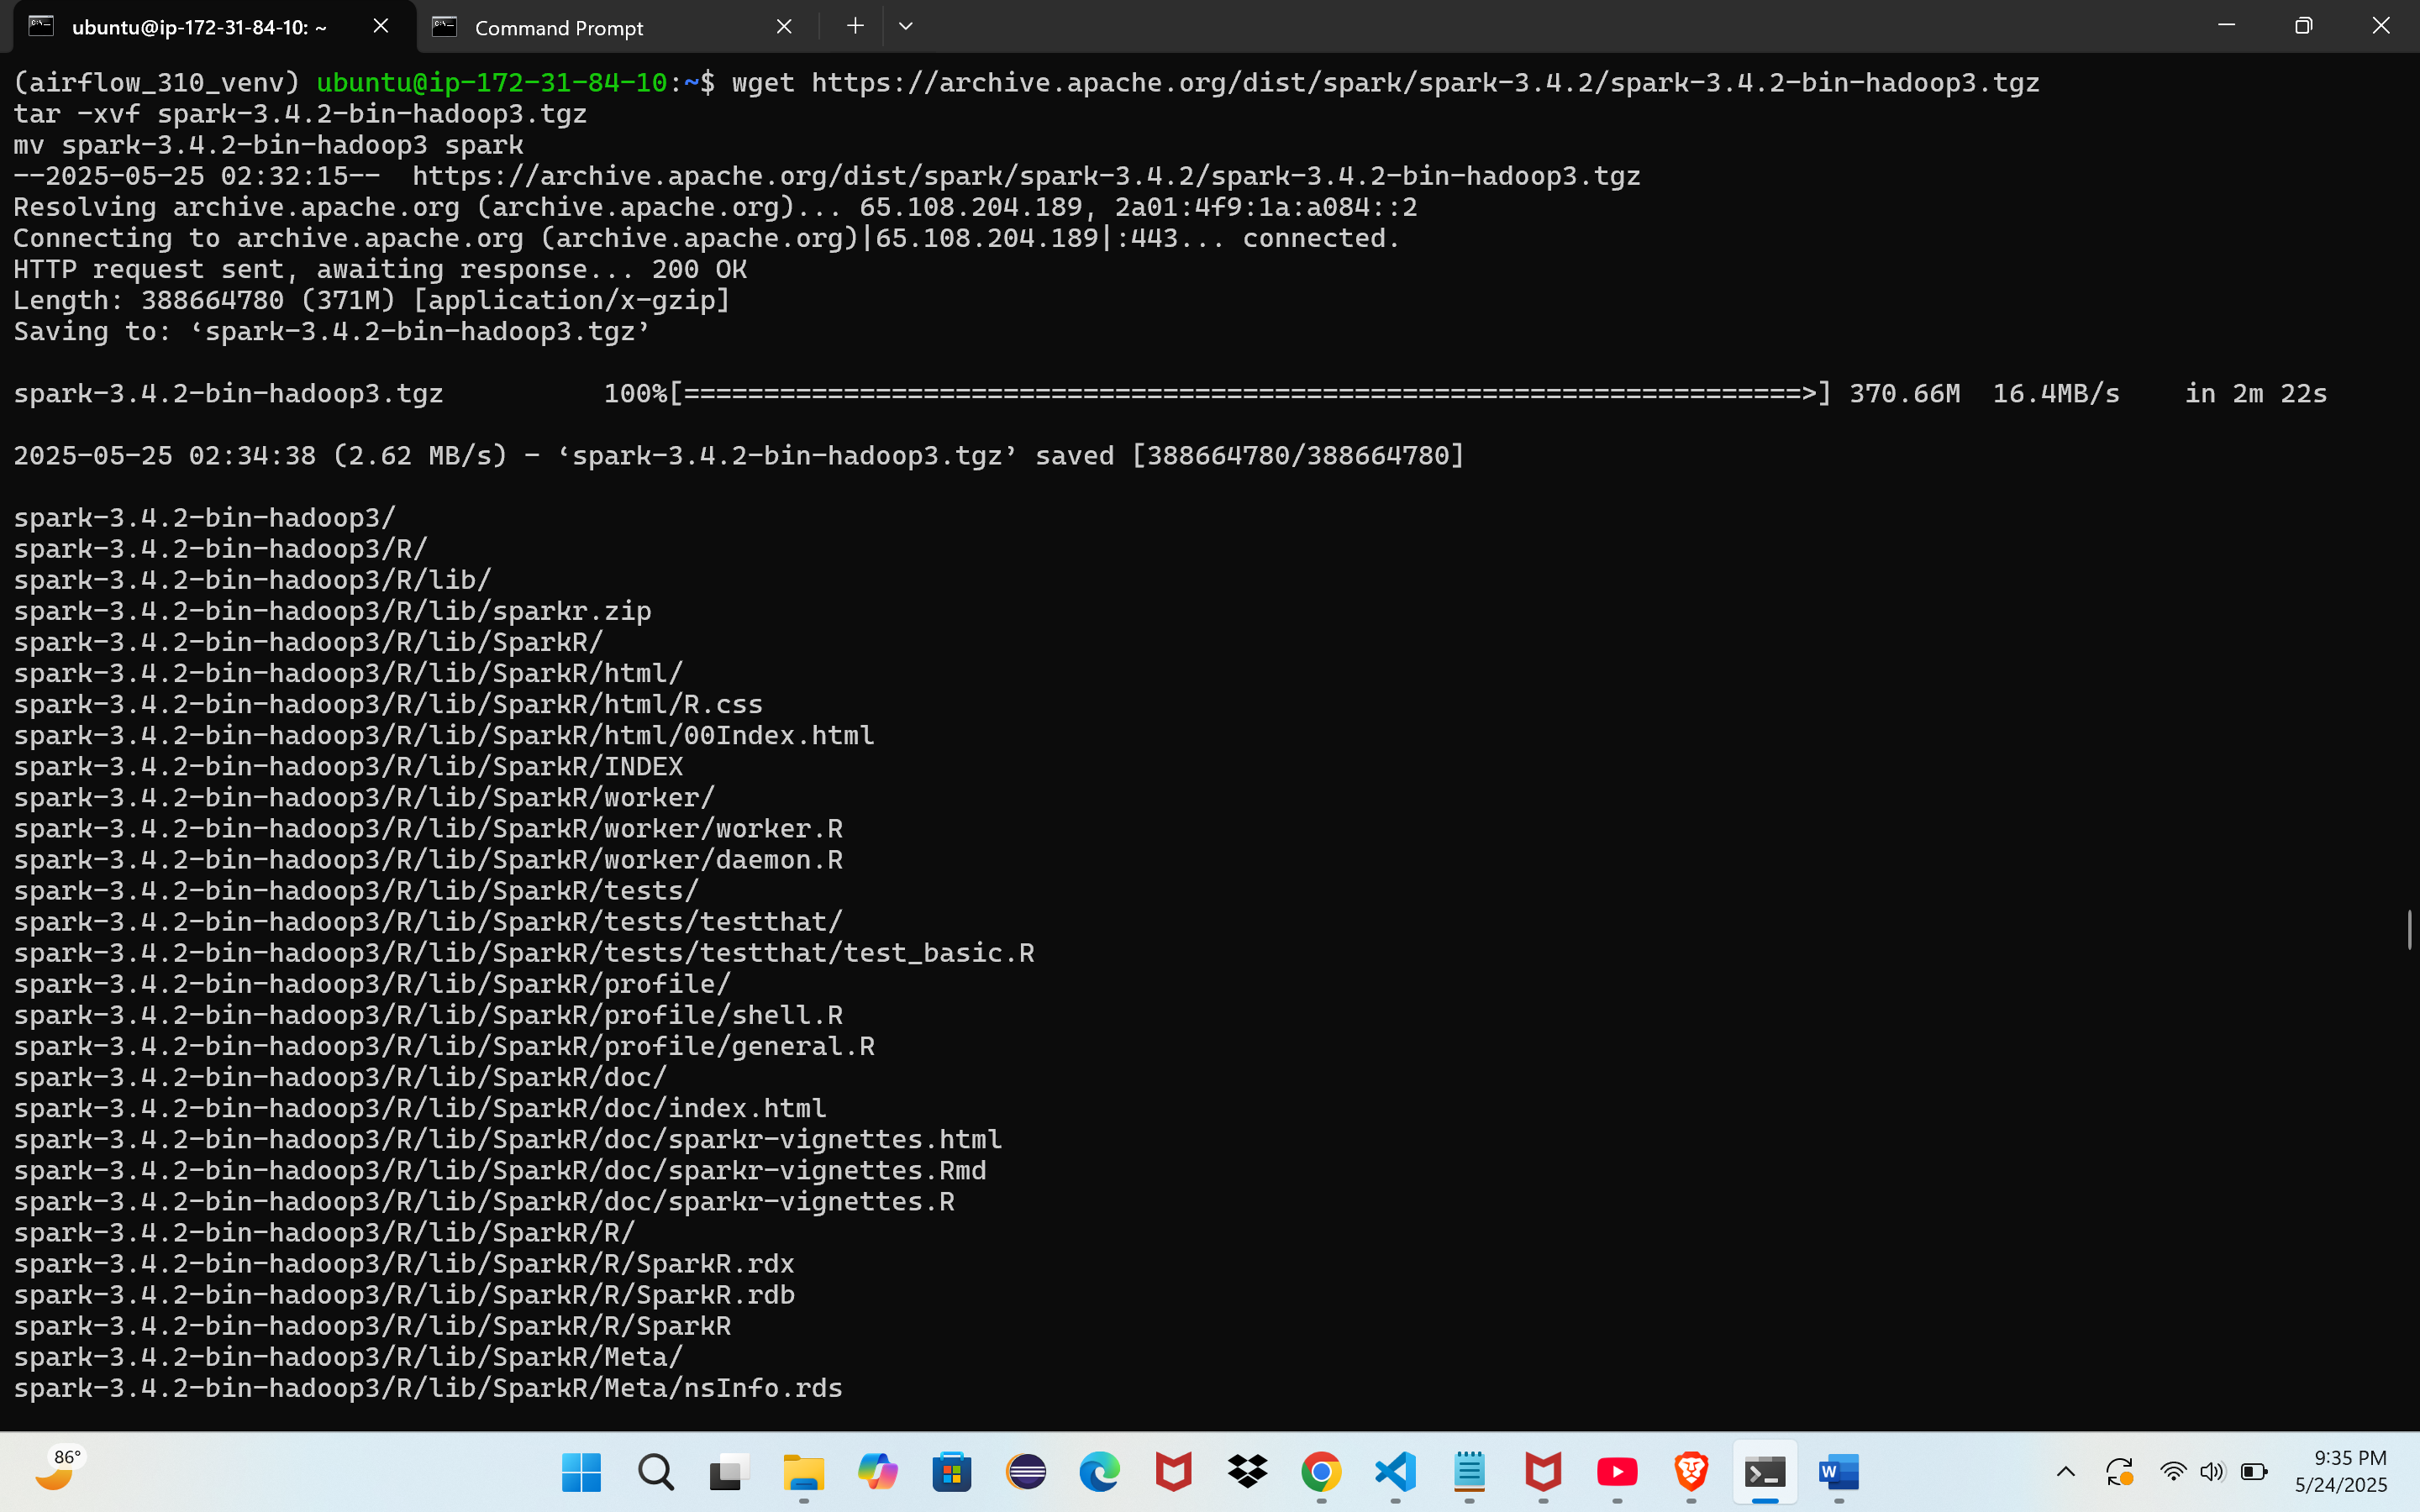 ubuntu@ip-172-31-84-10: ~
Command Prompt
(airflow_310_venv) ubuntu@ip-172-31-84-10:~$ wget https://archive.apache.org/dist/spark/spark-3.4.2/spark-3.4.2-bin-hadoop3.tgz
tar -xvf spark-3.4.2-bin-hadoop3.tgz
mv spark-3.4.2-bin-hadoop3 spark
--2025-05-25 02:32:15--  https://archive.apache.org/dist/spark/spark-3.4.2/spark-3.4.2-bin-hadoop3.tgz
Resolving archive.apache.org (archive.apache.org)... 65.108.204.189, 2a01:4f9:1a:a084::2
Connecting to archive.apache.org (archive.apache.org)|65.108.204.189|:443... connected.
HTTP request sent, awaiting response... 200 OK
Length: 388664780 (371M) [application/x-gzip]
Saving to: ‘spark-3.4.2-bin-hadoop3.tgz’
spark-3.4.2-bin-hadoop3.tgz          100%[======================================================================>] 370.66M  16.4MB/s    in 2m 22s
2025-05-25 02:34:38 (2.62 MB/s) - ‘spark-3.4.2-bin-hadoop3.tgz’ saved [388664780/388664780]
spark-3.4.2-bin-hadoop3/
spark-3.4.2-bin-hadoop3/R/
spark-3.4.2-bin-hadoop3/R/lib/
spark-3.4.2-bin-hadoop3/R/lib/sparkr.zip
spark-3.4.2-bin-hadoop3/R/lib/SparkR/
spark-3.4.2-bin-hadoop3/R/lib/SparkR/html/
spark-3.4.2-bin-hadoop3/R/lib/SparkR/html/R.css
spark-3.4.2-bin-hadoop3/R/lib/SparkR/html/00Index.html
spark-3.4.2-bin-hadoop3/R/lib/SparkR/INDEX
spark-3.4.2-bin-hadoop3/R/lib/SparkR/worker/
spark-3.4.2-bin-hadoop3/R/lib/SparkR/worker/worker.R
spark-3.4.2-bin-hadoop3/R/lib/SparkR/worker/daemon.R
spark-3.4.2-bin-hadoop3/R/lib/SparkR/tests/
spark-3.4.2-bin-hadoop3/R/lib/SparkR/tests/testthat/
spark-3.4.2-bin-hadoop3/R/lib/SparkR/tests/testthat/test_basic.R
spark-3.4.2-bin-hadoop3/R/lib/SparkR/profile/
spark-3.4.2-bin-hadoop3/R/lib/SparkR/profile/shell.R
spark-3.4.2-bin-hadoop3/R/lib/SparkR/profile/general.R
spark-3.4.2-bin-hadoop3/R/lib/SparkR/doc/
spark-3.4.2-bin-hadoop3/R/lib/SparkR/doc/index.html
spark-3.4.2-bin-hadoop3/R/lib/SparkR/doc/sparkr-vignettes.html
spark-3.4.2-bin-hadoop3/R/lib/SparkR/doc/sparkr-vignettes.Rmd
spark-3.4.2-bin-hadoop3/R/lib/SparkR/doc/sparkr-vignettes.R
spark-3.4.2-bin-hadoop3/R/lib/SparkR/R/
spark-3.4.2-bin-hadoop3/R/lib/SparkR/R/SparkR.rdx
spark-3.4.2-bin-hadoop3/R/lib/SparkR/R/SparkR.rdb
spark-3.4.2-bin-hadoop3/R/lib/SparkR/R/SparkR
spark-3.4.2-bin-hadoop3/R/lib/SparkR/Meta/
spark-3.4.2-bin-hadoop3/R/lib/SparkR/Meta/nsInfo.rds
86°
W
9:35 PM
5/24/2025